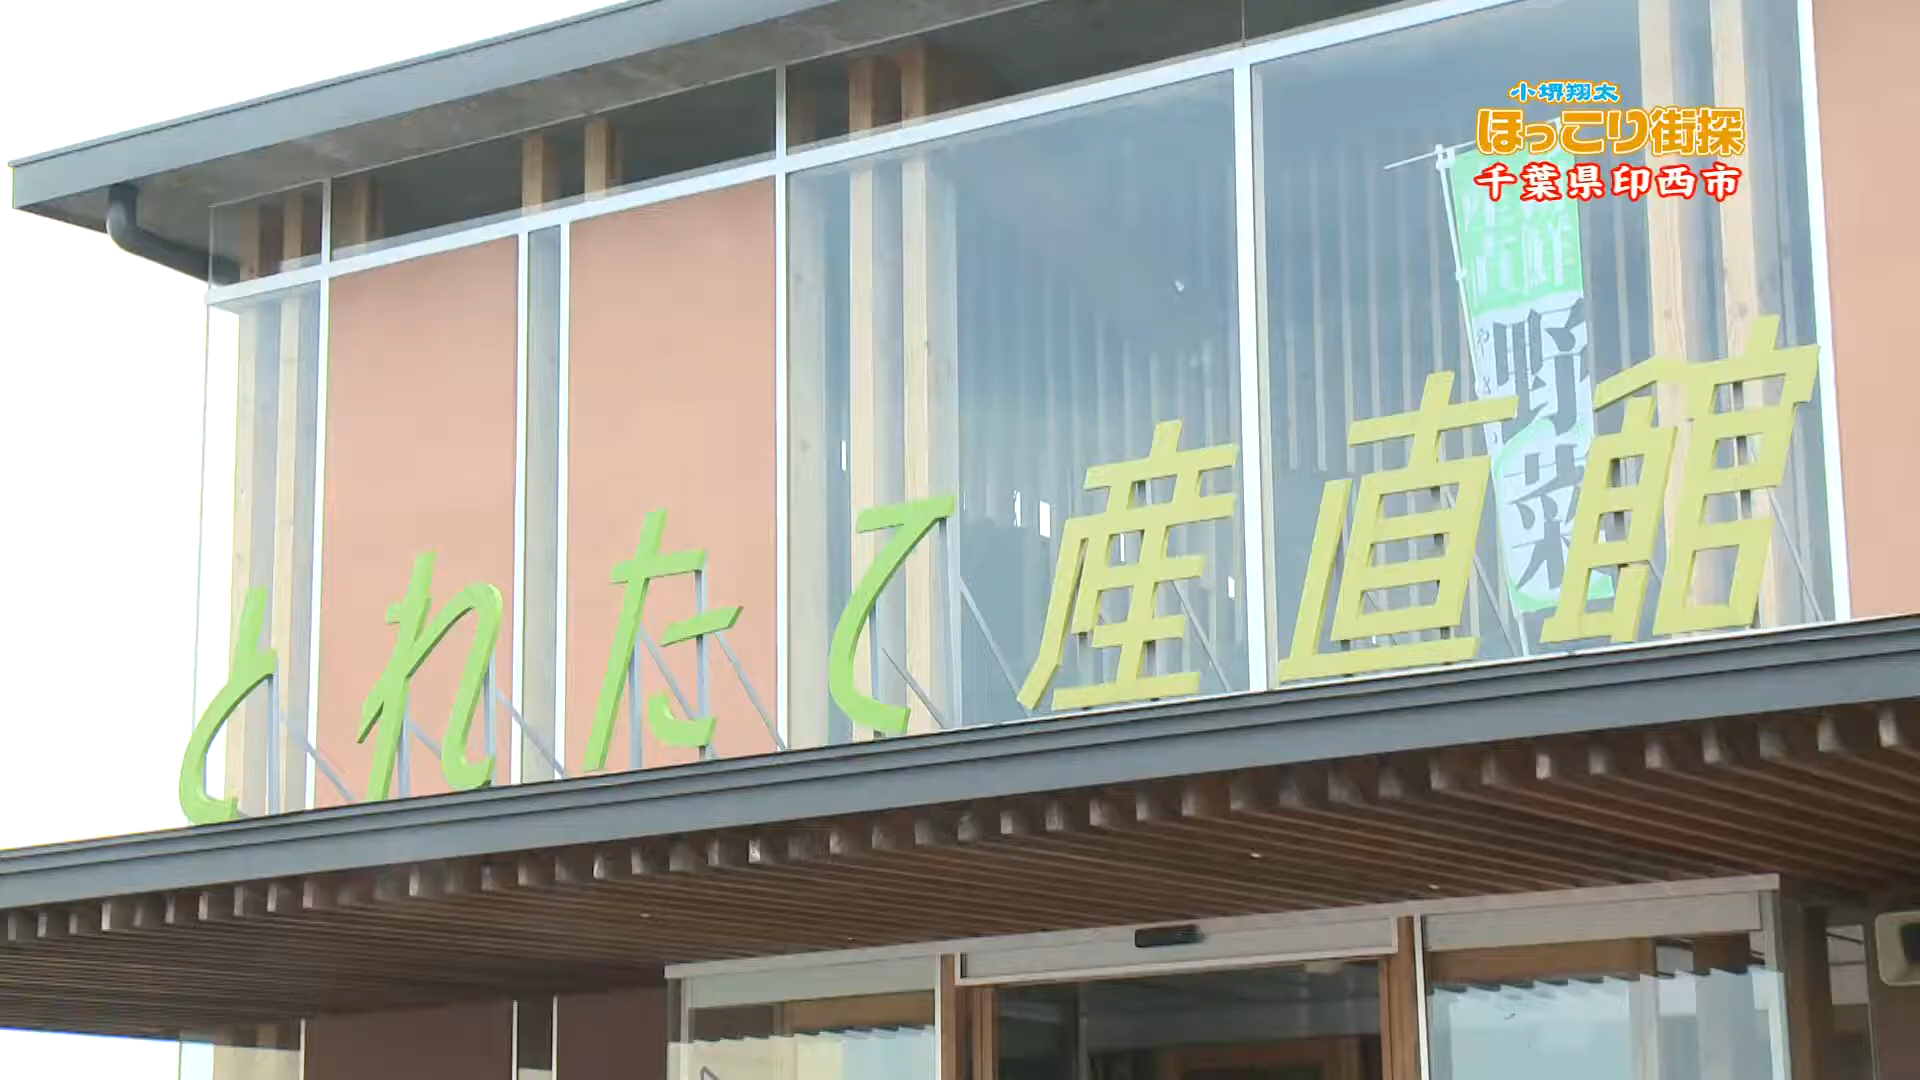 小堺翔太
ほっこり街探
千葉県印西市
野菜
とれたて産直館